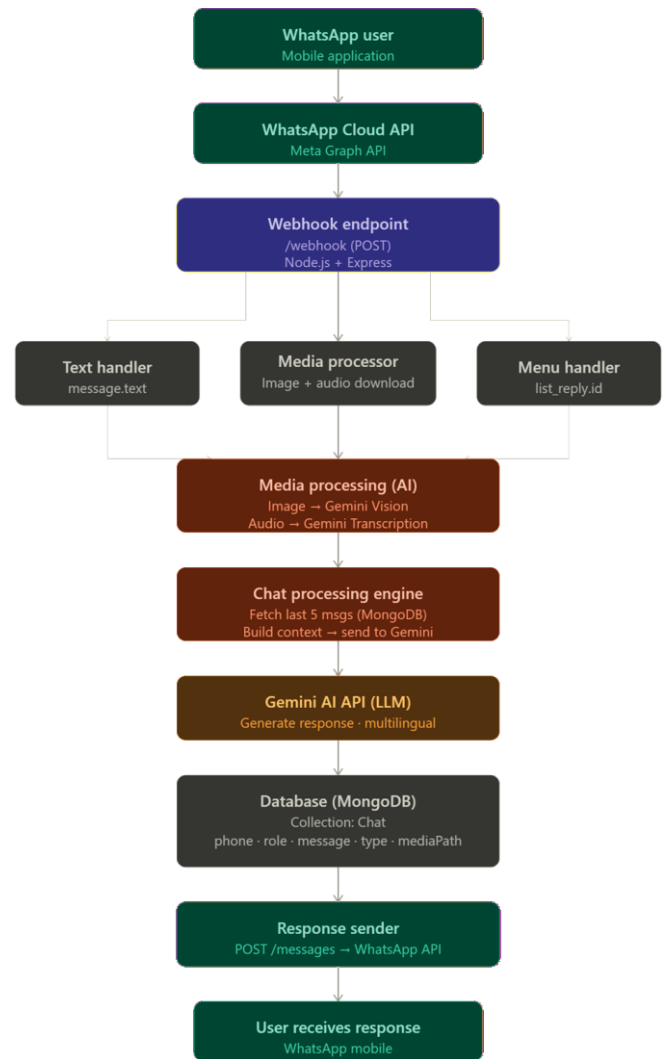 WhatsApp user
Mobile application
WhatsApp Cloud API
Meta Graph API
Webhook endpoint
/webhook (POST)
Node.js + Express
Text handler
message.text
Media processor
Image + audio download
Menu handler
list_reply.id
Media processing (AI)
Image → Gemini Vision
Audio → Gemini Transcription
Chat processing engine
Fetch last 5 msgs (MongoDB)
Build context → send to Gemini
Gemini AI API (LLM)
Generate response · multilingual
Database (MongoDB)
Collection: Chat
phone · role · message · type · mediaPath
Response sender
POST /messages → WhatsApp API
User receives response
WhatsApp mobile